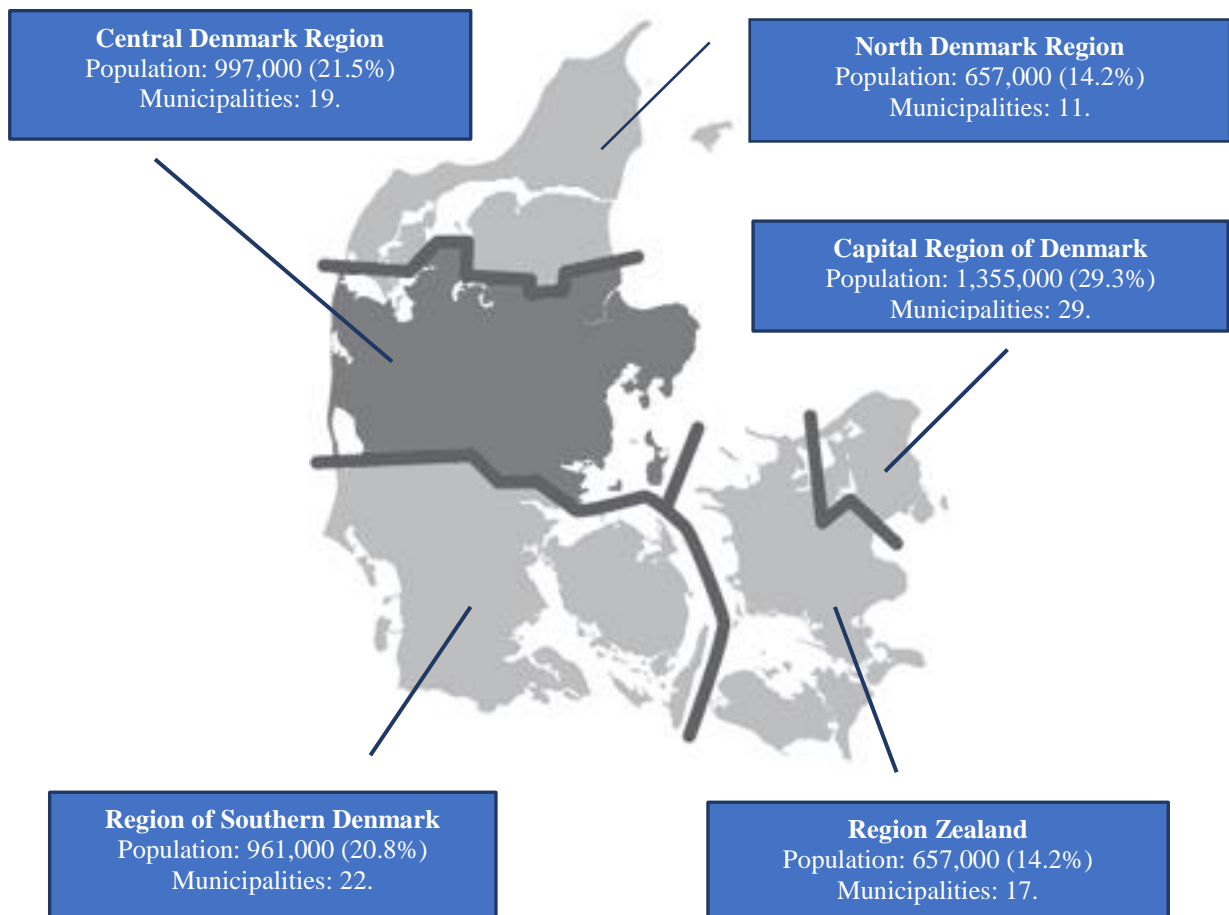 Central Denmark Region
Population: 997,000 (21.5%)
Municipalities: 19.
North Denmark Region
Population: 657,000 (14.2%)
Municipalities: 11.
Capital Region of Denmark
Population: 1,355,000 (29.3%)
Municipalities: 29.
Region of Southern Denmark
Population: 961,000 (20.8%)
Municipalities: 22.
Region Zealand
Population: 657,000 (14.2%)
Municipalities: 17.